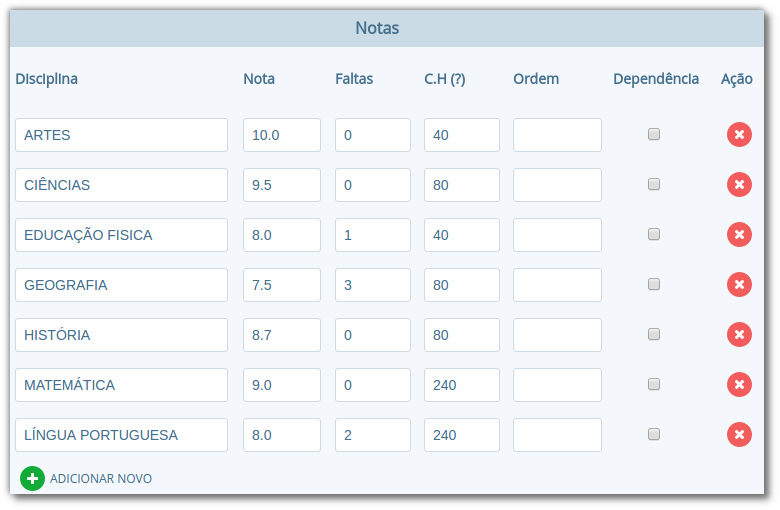 Notas
Disciplina Nota Faltas C.H (?) Ordem Dependência Ação
ARTES 10.0 0 40
CIÊNCIAS 9.5 0 80
EDUCAÇÃO FISICA 8.0 1 40
GEOGRAFIA 7.5 3 80
HISTÓRIA 8.7 0 80
MATEMÁTICA 9.0 0 240
LÍNGUA PORTUGUESA 8.0 2 240
ADICIONAR NOVO